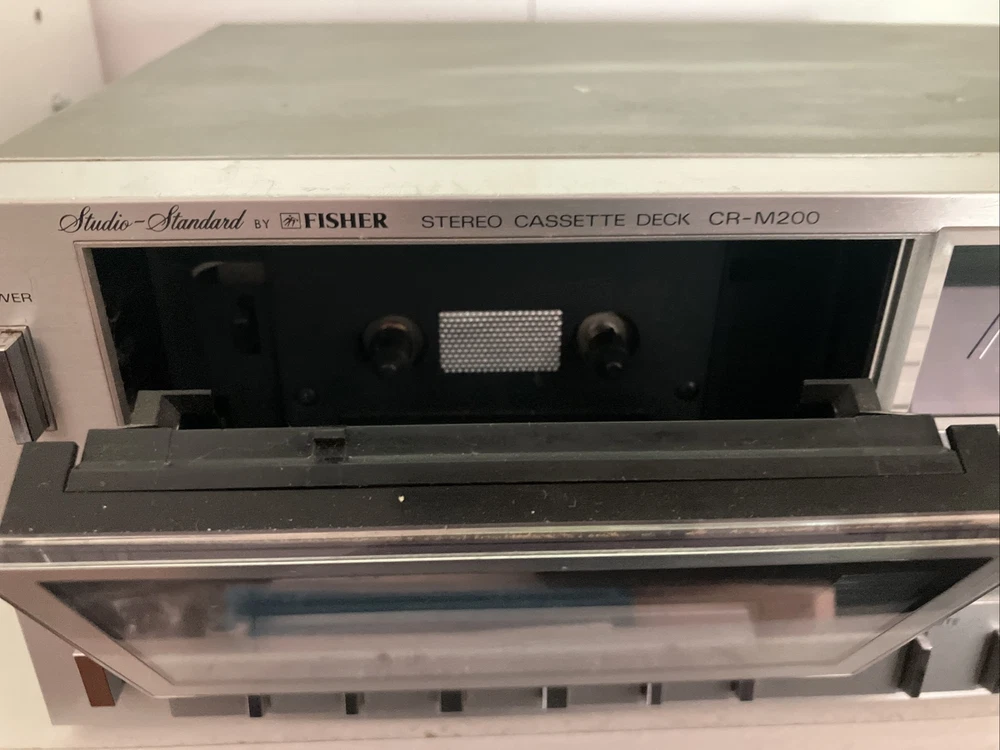 Studio-Standard BY FISHER STEREO CASSETTE DECK CR-M200
WER